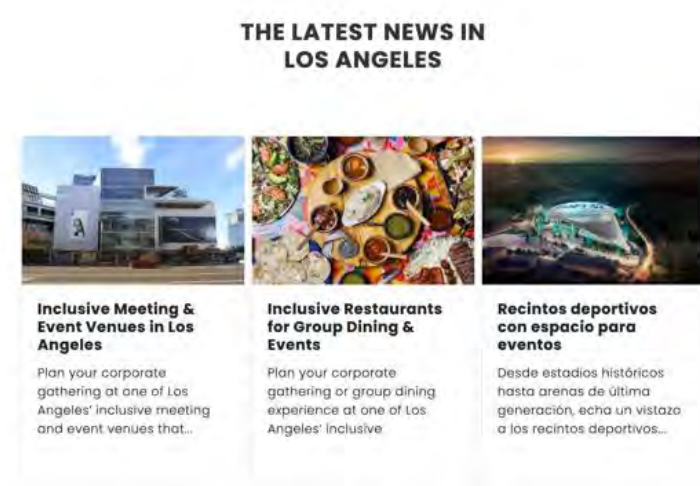 THE LATEST NEWS IN
LOS ANGELES
Inclusive Meeting &
Event Venues in Los
Angeles
Plan your corporate
gathering at one of Los
Angeles' inclusive meeting
and event venues that...
Inclusive Restaurants
for Group Dining &
Events
Plan your corporate
gathering or group dining
experience at one of Los
Angeles' inclusive
Recintos deportivos
con espacio para
eventos
Desde estadios históricos
hasta arenas de última
generación, echa un vistazo
a los recintos deportivos...